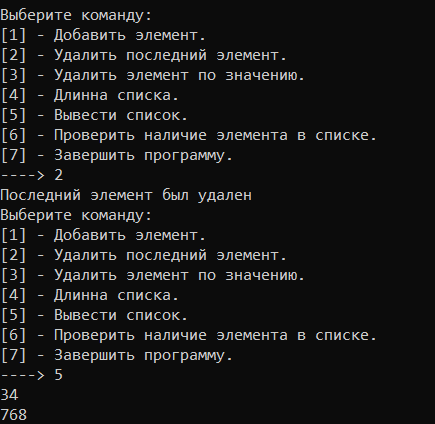 Выберите команду:
[1] - Добавить элемент.
[2] - Удалить последний элемент.
[3] - Удалить элемент по значению.
[4] - Длинна списка.
[5] - Вывести список.
[6] - Проверить наличие элемента в списке.
[7] - Завершить программу.
----> 2
Последний элемент был удален
Выберите команду:
[1] - Добавить элемент.
[2] - Удалить последний элемент.
[3] - Удалить элемент по значению.
[4] - Длинна списка.
[5] - Вывести список.
[6] - Проверить наличие элемента в списке.
[7] - Завершить программу.
----> 5
34
768